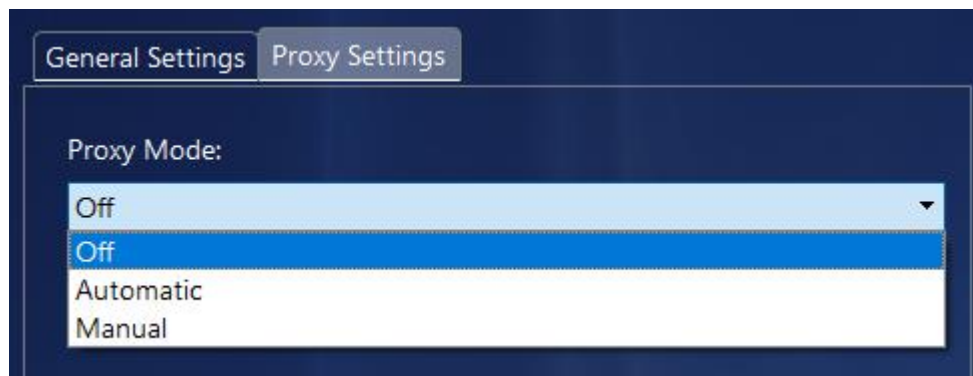 General Settings Proxy Settings
Proxy Mode:
Off
Off
Automatic
Manual